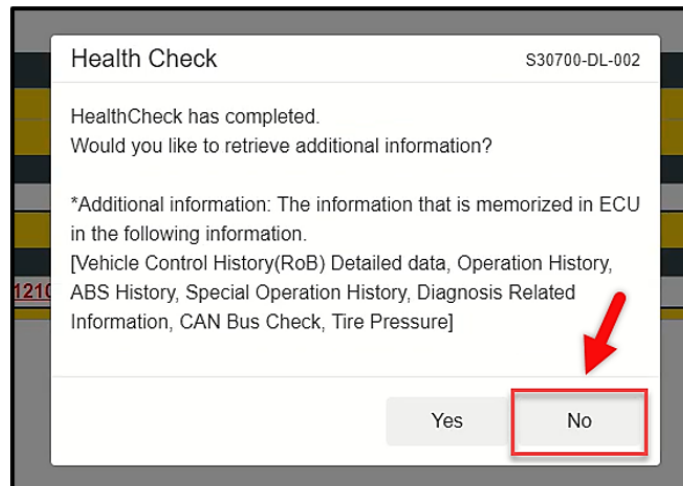 Health Check
S30700-DL-002
HealthCheck has completed.
Would you like to retrieve additional information?
*Additional information: The information that is memorized in ECU
in the following information.
[Vehicle Control History(RoB) Detailed data, Operation History,
ABS History, Special Operation History, Diagnosis Related
Information, CAN Bus Check, Tire Pressure]
1210
Yes
No